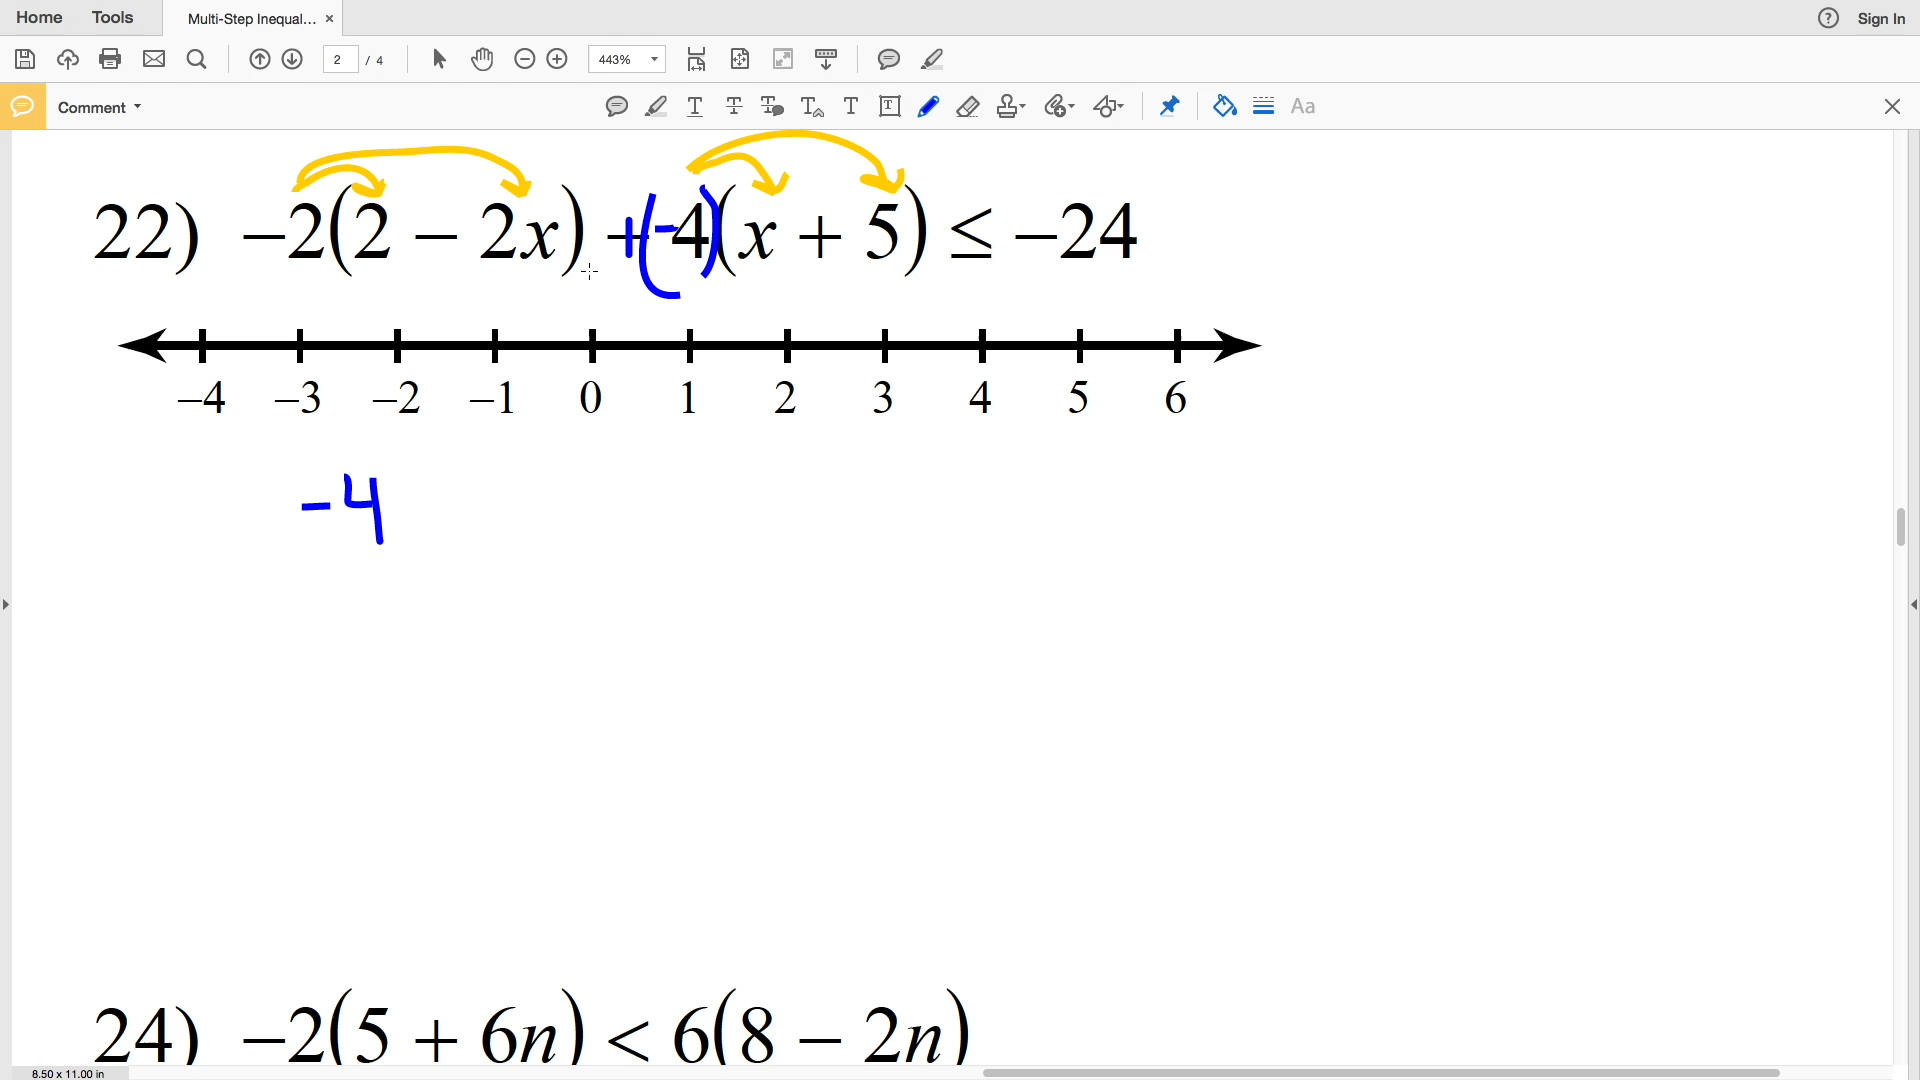 Home Tools Multi-Step Inequal... × ? Sign In
2 / 4 443%
Comment T T T T T T Aa
22) −2(2 − 2x) +(-4)(x + 5) ≤ −24
−4 −3 −2 −1 0 1 2 3 4 5 6
-4
24) −2(5 + 6n) < 6(8 − 2n)
8.50 x 11.00 in